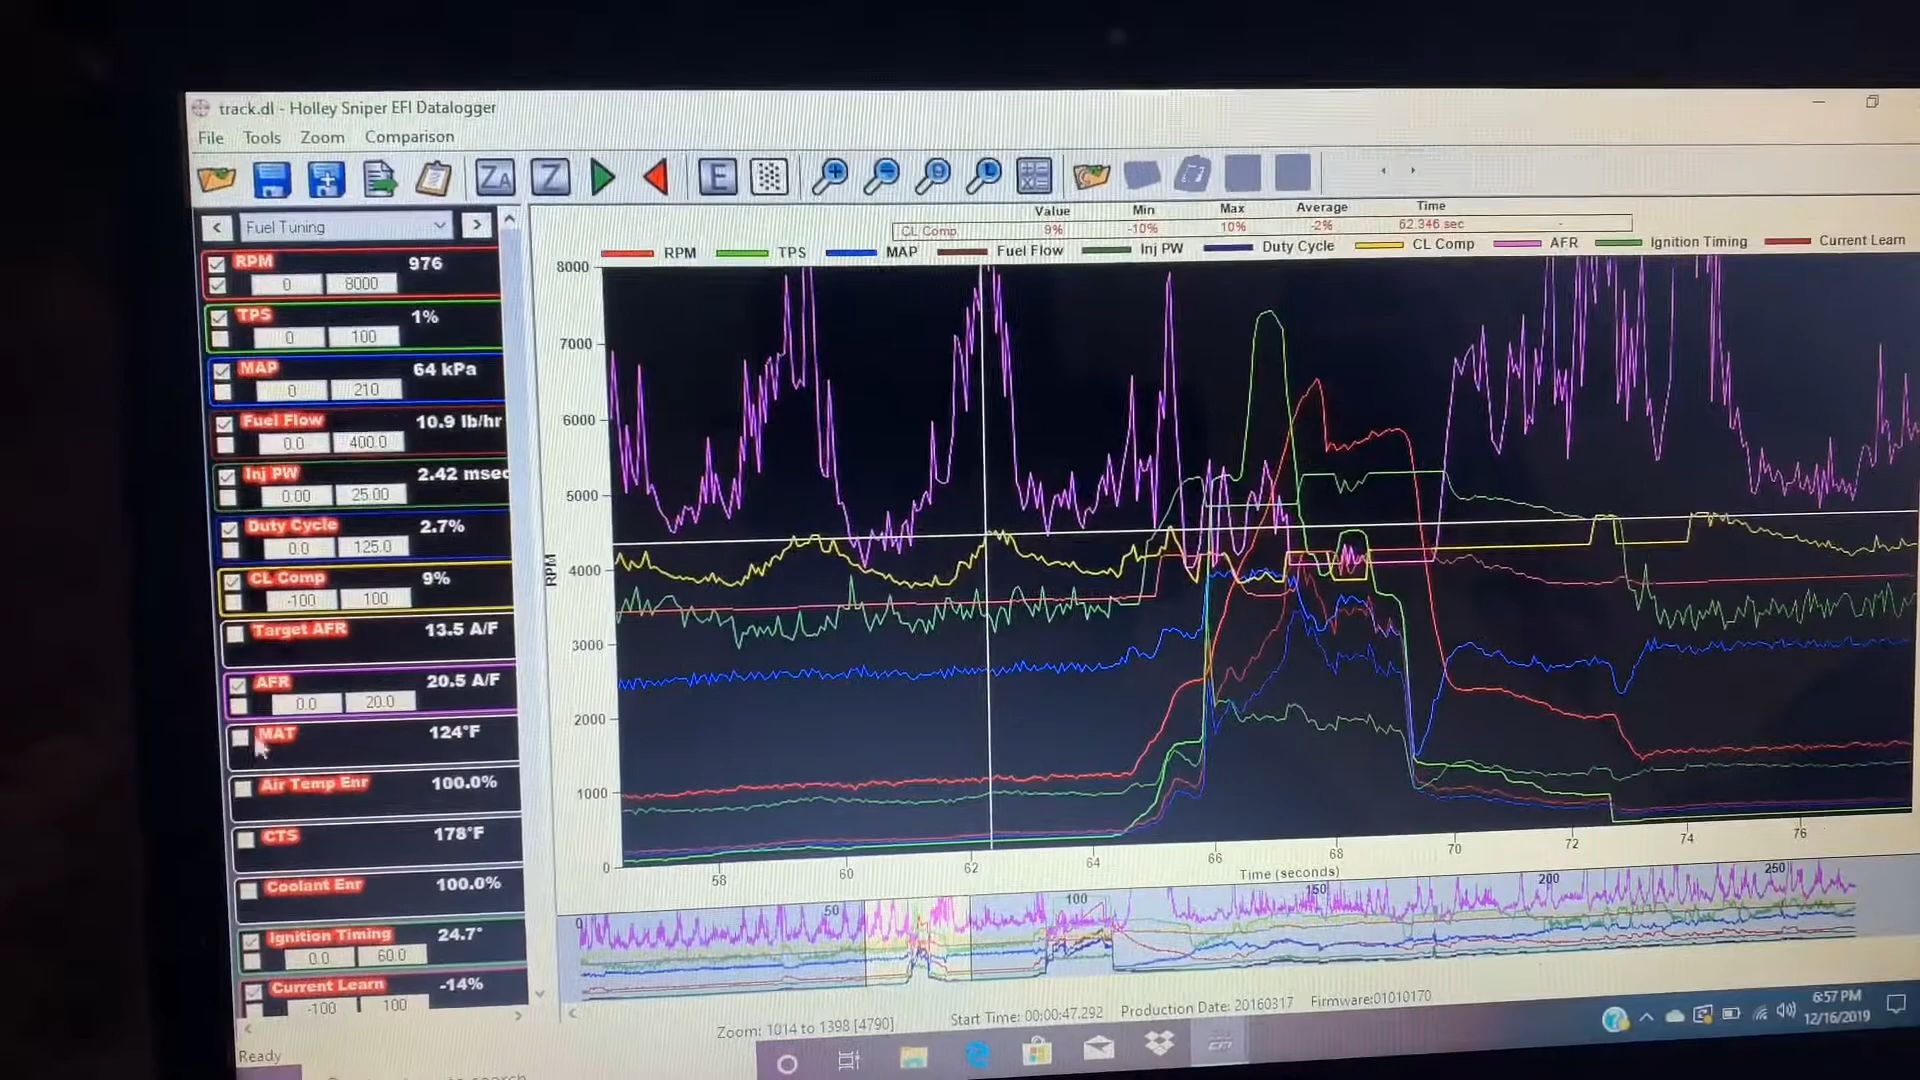 track.dl - Holley Sniper EFI Datalogger
File Tools Zoom Comparison
ZA Z E
Fuel Tuning
Value Min Max Average Time
CL Comp 9% -10% 10% -2% 62.346 sec -
RPM TPS MAP Fuel Flow Inj PW Duty Cycle CL Comp AFR Ignition Timing Current Learn
RPM 976
0 8000
TPS 1%
0 100
MAP 64 kPa
0 210
Fuel Flow 10.9 lb/hr
0.0 400.0
Inj PW 2.42 msec
0.00 25.00
Duty Cycle 2.7%
0.0 125.0
CL Comp 9%
-100 100
Target AFR 13.5 A/F
AFR 20.5 A/F
0.0 20.0
MAT 124°F
Air Temp Enr 100.0%
CTS 178°F
Coolant Enr 100.0%
Ignition Timing 24.7°
0.0 60.0
Current Learn -14%
-100 100
Ready
8000
7000
6000
5000
4000
3000
2000
1000
0
RPM
58 60 62 64 66 68 70 72 74 76
Time (seconds)
0 50 100 150 200 250
Zoom: 1014 to 1398 [4790] Start Time: 00:00:47.292 Production Date: 20160317 Firmware:01010170
6:57 PM
12/16/2019
EFI